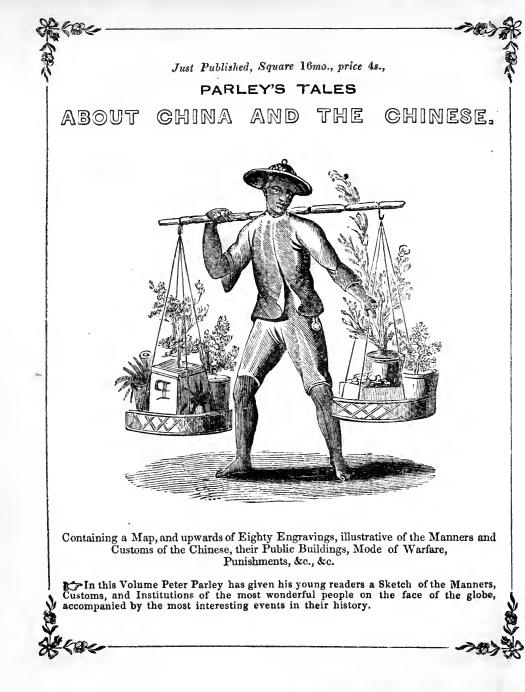 Just Published, Square 16mo., price 4s.,
PARLEY'S TALES
ABOUT CHINA AND THE CHINESE.
Containing a Map, and upwards of Eighty Engravings, illustrative of the Manners and
Customs of the Chinese, their Public Buildings, Mode of Warfare,
Punishments, &c., &c.
☞In this Volume Peter Parley has given his young readers a Sketch of the Manners,
Customs, and Institutions of the most wonderful people on the face of the globe,
accompanied by the most interesting events in their history.